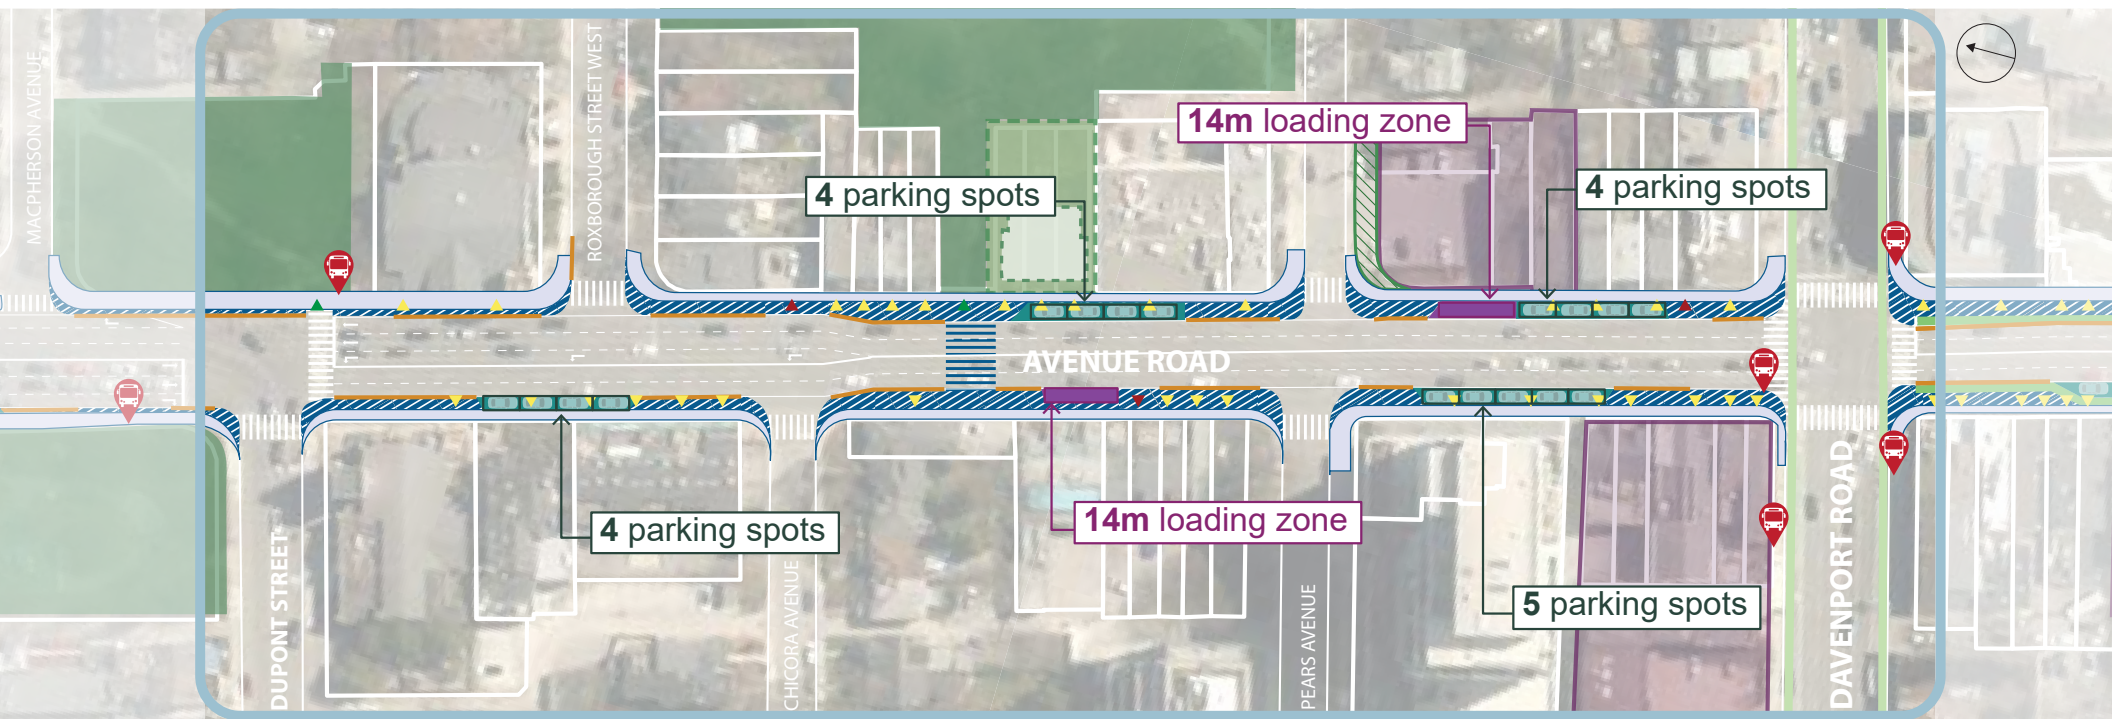 MACPHERSON AVENUE
ROXBOROUGH STREET WEST
14m loading zone
4 parking spots
4 parking spots
AVENUE ROAD
4 parking spots
14m loading zone
5 parking spots
DUPONT STREET
CHICORA AVENUE
PEARS AVENUE
DAVENPORT ROAD